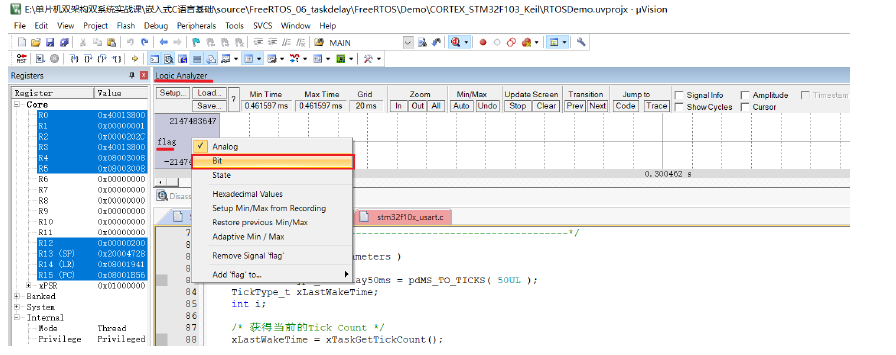 E:\单片机双架构双系统实战课\嵌入式C语言基础\source\FreeRTOS_06_taskdelay\FreeRTOS\Demo\CORTEX_STM32F103_Keil\RTOSDemo.uvprojx - µVision
File Edit View Project Flash Debug Peripherals Tools SVCS Window Help
MAIN
Registers
Register Value
Core
R0 0x40013800
R1 0x00000001
R2 0x0000202C
R3 0x40013800
R4 0x08003008
R5 0x08003008
R6 0x00000000
R7 0x00000000
R8 0x00000000
R9 0x00000000
R10 0x00000000
R11 0x00000000
R12 0x00000200
R13 (SP) 0x20004728
R14 (LR) 0x08001941
R15 (PC) 0x08001856
xPSR 0x01000000
Banked
System
Internal
Mode Thread
Privilege Privileged
Logic Analyzer
Setup... Load... Save... ?
Min Time Max Time Grid Zoom Min/Max Update Screen Transition Jump to Signal Info Amplitude Timestam
0.461597 ms 0.461597 ms 20 ms In Out All Auto Undo Stop Clear Prev Next Code Trace Show Cycles Cursor
2147483647
flag
-21474
0.300462 s
Analog
Bit
State
Hexadecimal Values
Setup Min/Max from Recording
Restore previous Min/Max
Adaptive Min / Max
Remove Signal 'flag'
Add 'flag' to...
Disass
stm32f10x_usart.c
-*/
ameters )
ay50ms = pdMS_TO_TICKS( 50UL );
84 TickType_t xLastWakeTime;
85 int i;
86
87 /* 获得当前的Tick Count */
88 xLastWakeTime = xTaskGetTickCount();